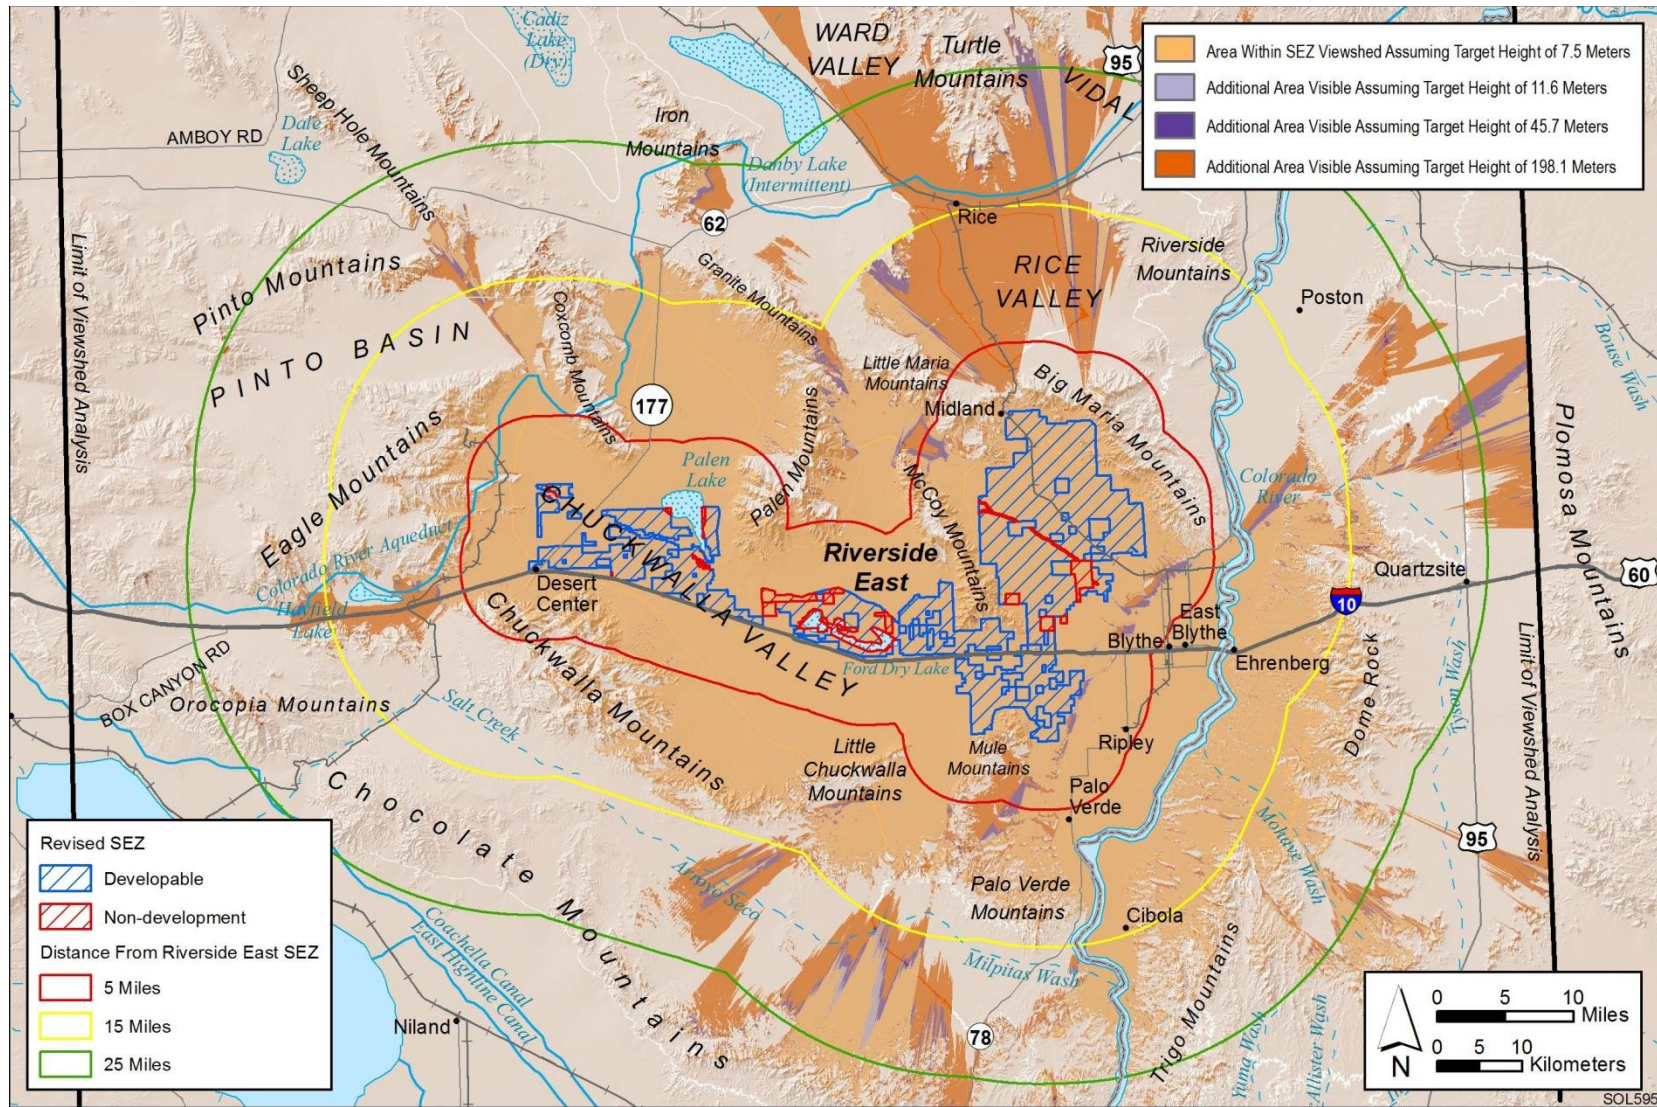 Cadiz
Lake
(Dry)
WARD
VALLEY
Turtle
Mountains
95
VIDAL
Area Within SEZ Viewshed Assuming Target Height of 7.5 Meters
Additional Area Visible Assuming Target Height of 11.6 Meters
Additional Area Visible Assuming Target Height of 45.7 Meters
Additional Area Visible Assuming Target Height of 198.1 Meters
Sheep Hole Mountains
AMBOY RD
Dale
Lake
Iron
Mountains
Danby Lake
(Intermittent)
62
Rice
Limit of Viewshed Analysis
Pinto Mountains
PINTO BASIN
Coxcomb Mountains
Granite Mountains
RICE
VALLEY
Riverside
Mountains
Poston
Bouse Wash
177
Little Maria
Mountains
Midland
Big Maria Mountains
Eagle Mountains
Palen
Lake
Palen Mountains
McCoy Mountains
Colorado
River
Plomosa Mountains
Colorado River Aqueduct
Hayfield
Lake
Desert
Center
CHUCKWALLA VALLEY
Riverside
East
Quartzsite
60
10
Blythe
East
Blythe
Ehrenberg
Ford Dry Lake
BOX CANYON RD
Orocopia Mountains
Salt Creek
Chuckwalla Mountains
Dome Rock
Tyson Wash
Limit of Viewshed Analysis
Little
Chuckwalla
Mountains
Mule
Mountains
Ripley
Palo
Verde
Chocolate Mountains
Mohave Wash
95
Arroyo Seco
Palo Verde
Mountains
Cibola
Milpitas Wash
Trigo Mountains
Coachella Canal
East Highline Canal
Niland
78
Yuma Wash
Allister Wash
Revised SEZ
Developable
Non-development
Distance From Riverside East SEZ
5 Miles
15 Miles
25 Miles
N
0 5 10
Miles
0 5 10
Kilometers
SOL595